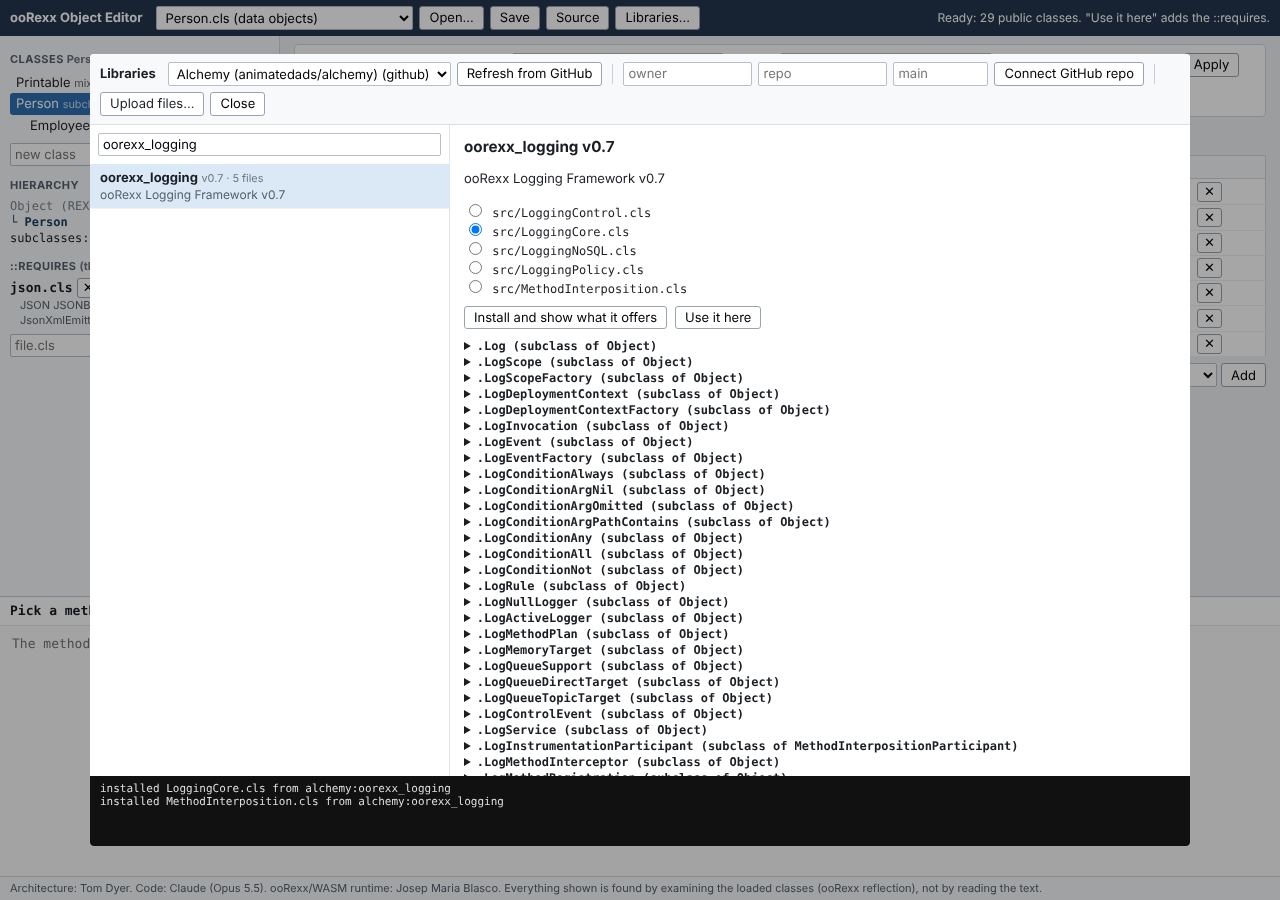 ooRexx Object Editor Person.cls (data objects) Open... Save Source Libraries... Ready: 29 public classes. "Use it here" adds the ::requires.
CLASSES Pers
Printable mix
Person subcl
Employee
new class
HIERARCHY
Object (REX
└ Person
subclasses:
::REQUIRES (tl
json.cls ✕
JSON JSONB
JsonXmlEmitt
file.cls
Apply
✕
✕
✕
✕
✕
✕
✕
Add
Pick a meth
The method
Libraries Alchemy (animatedads/alchemy) (github) Refresh from GitHub owner repo main Connect GitHub repo
Upload files... Close
oorexx_logging
oorexx_logging v0.7 · 5 files
ooRexx Logging Framework v0.7
oorexx_logging v0.7
ooRexx Logging Framework v0.7
src/LoggingControl.cls
src/LoggingCore.cls
src/LoggingNoSQL.cls
src/LoggingPolicy.cls
src/MethodInterposition.cls
Install and show what it offers Use it here
▶ .Log (subclass of Object)
▶ .LogScope (subclass of Object)
▶ .LogScopeFactory (subclass of Object)
▶ .LogDeploymentContext (subclass of Object)
▶ .LogDeploymentContextFactory (subclass of Object)
▶ .LogInvocation (subclass of Object)
▶ .LogEvent (subclass of Object)
▶ .LogEventFactory (subclass of Object)
▶ .LogConditionAlways (subclass of Object)
▶ .LogConditionArgNil (subclass of Object)
▶ .LogConditionArgOmitted (subclass of Object)
▶ .LogConditionArgPathContains (subclass of Object)
▶ .LogConditionAny (subclass of Object)
▶ .LogConditionAll (subclass of Object)
▶ .LogConditionNot (subclass of Object)
▶ .LogRule (subclass of Object)
▶ .LogNullLogger (subclass of Object)
▶ .LogActiveLogger (subclass of Object)
▶ .LogMethodPlan (subclass of Object)
▶ .LogMemoryTarget (subclass of Object)
▶ .LogQueueSupport (subclass of Object)
▶ .LogQueueDirectTarget (subclass of Object)
▶ .LogQueueTopicTarget (subclass of Object)
▶ .LogControlEvent (subclass of Object)
▶ .LogService (subclass of Object)
▶ .LogInstrumentationParticipant (subclass of MethodInterpositionParticipant)
▶ .LogMethodInterceptor (subclass of Object)
▶ .LogMethodRegistration (subclass of Object)
installed LoggingCore.cls from alchemy:oorexx_logging
installed MethodInterposition.cls from alchemy:oorexx_logging
Architecture: Tom Dyer. Code: Claude (Opus 5.5). ooRexx/WASM runtime: Josep Maria Blasco. Everything shown is found by examining the loaded classes (ooRexx reflection), not by reading the text.